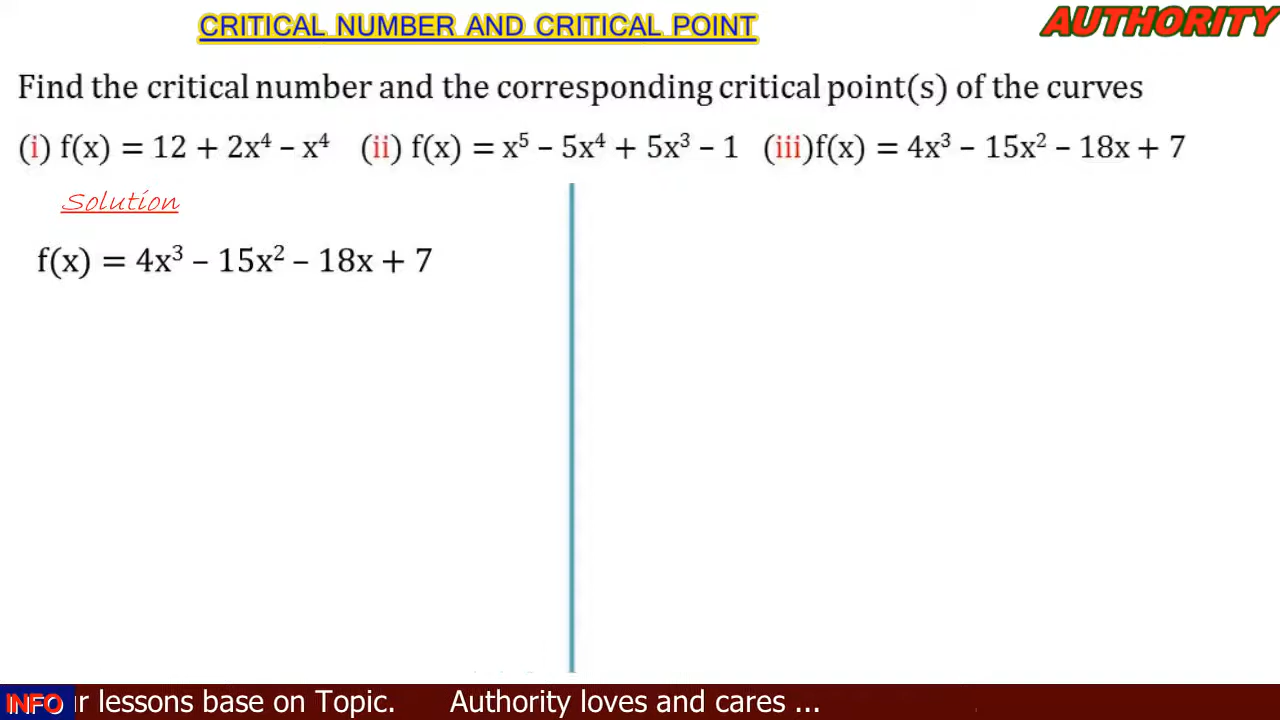 CRITICAL NUMBER AND CRITICAL POINT
AUTHORITY
Find the critical number and the corresponding critical point(s) of the curves
(i) f(x) = 12 + 2x⁴ – x⁴ (ii) f(x) = x⁵ – 5x⁴ + 5x³ – 1 (iii)f(x) = 4x³ – 15x² – 18x + 7
Solution
f(x) = 4x³ – 15x² – 18x + 7
INFO
r lessons base on Topic. Authority loves and cares ...